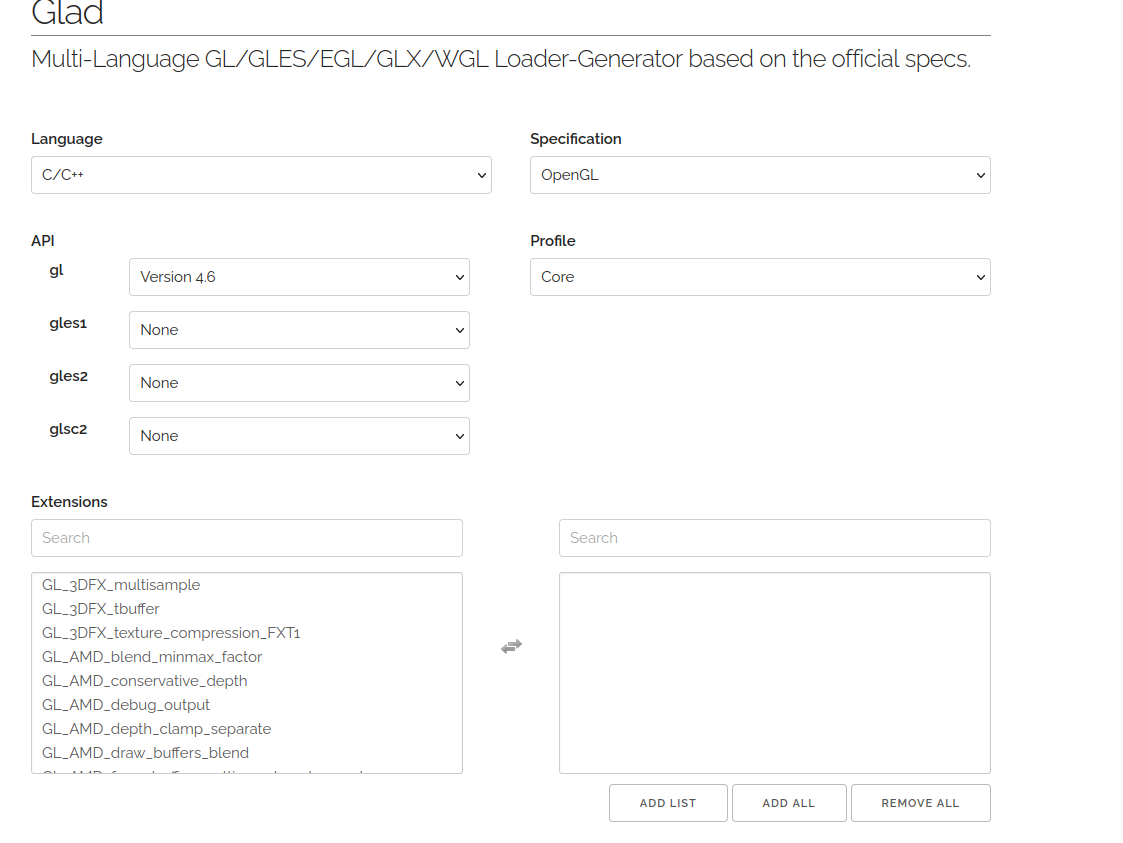 Glad
Multi-Language GL/GLES/EGL/GLX/WGL Loader-Generator based on the official specs.
Language
Specification
C/C++
OpenGL
API
Profile
gl
Version 4.6
Core
gles1
None
gles2
None
glsc2
None
Extensions
Search
Search
GL_3DFX_multisample
GL_3DFX_tbuffer
GL_3DFX_texture_compression_FXT1
GL_AMD_blend_minmax_factor
GL_AMD_conservative_depth
GL_AMD_debug_output
GL_AMD_depth_clamp_separate
GL_AMD_draw_buffers_blend
ADD LIST
ADD ALL
REMOVE ALL